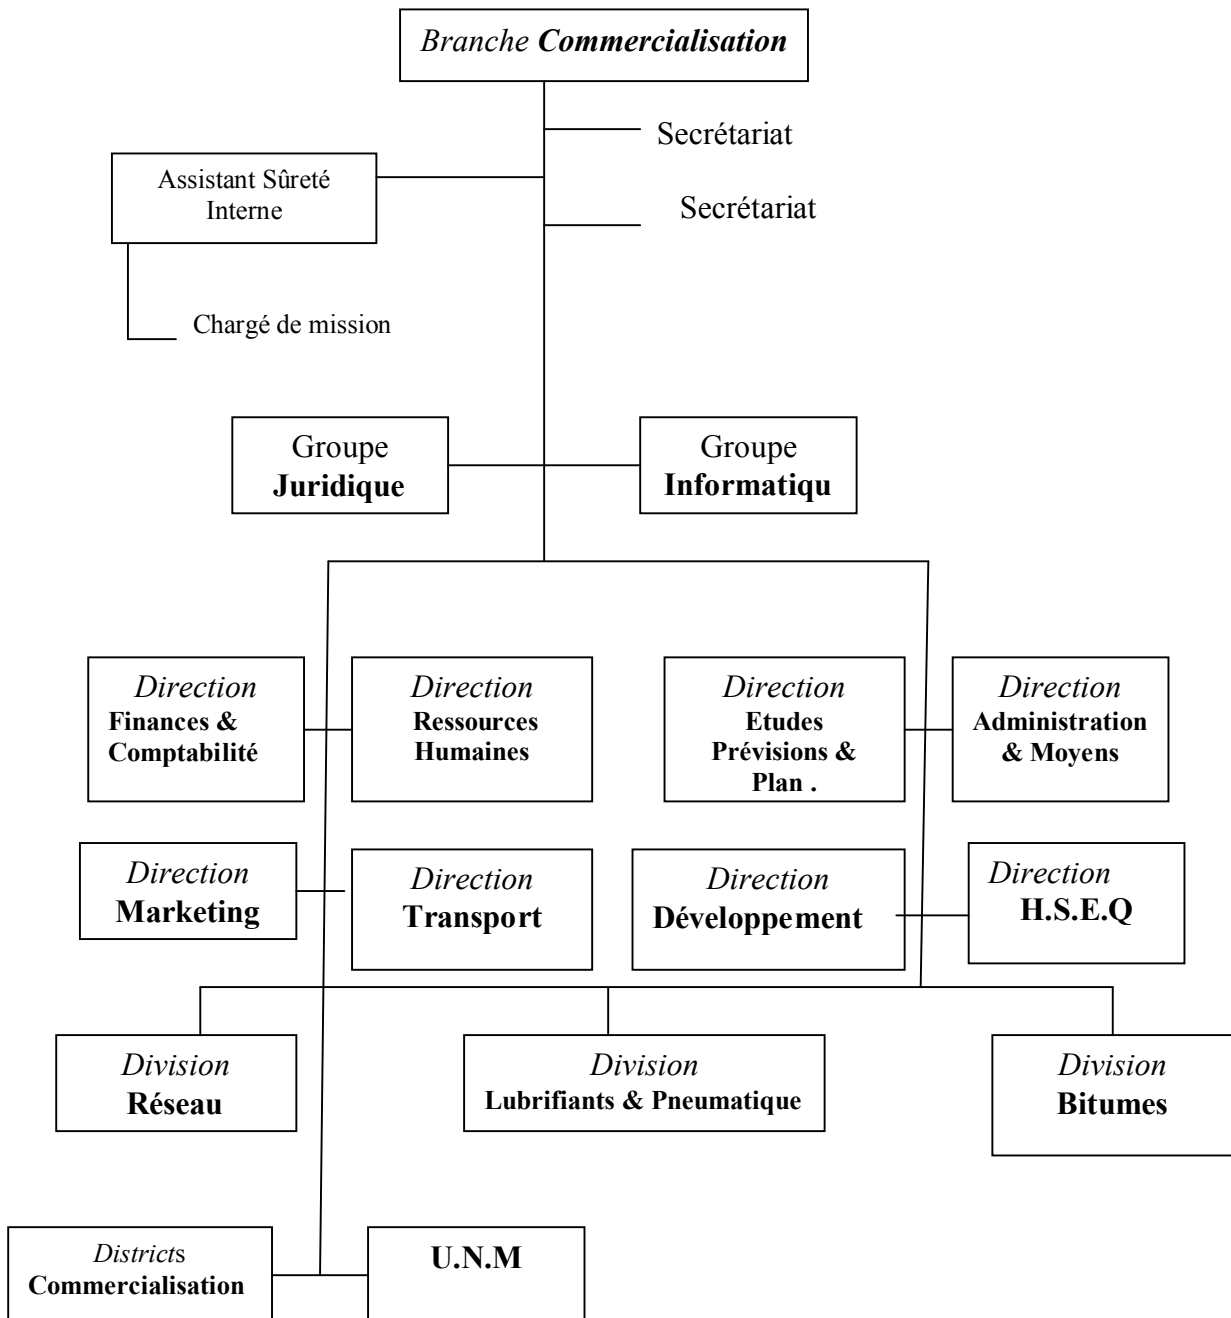 Branche Commercialisation
Secrétariat
Assistant Sûreté
Interne
Secrétariat
Chargé de mission
Groupe
Juridique
Groupe
Informatiqu
Direction
Finances &
Comptabilité
Direction
Ressources
Humaines
Direction
Etudes
Prévisions &
Plan .
Direction
Administration
& Moyens
Direction
Marketing
Direction
Transport
Direction
Développement
Direction
H.S.E.Q
Division
Réseau
Division
Lubrifiants & Pneumatique
Division
Bitumes
Districts
Commercialisation
U.N.M